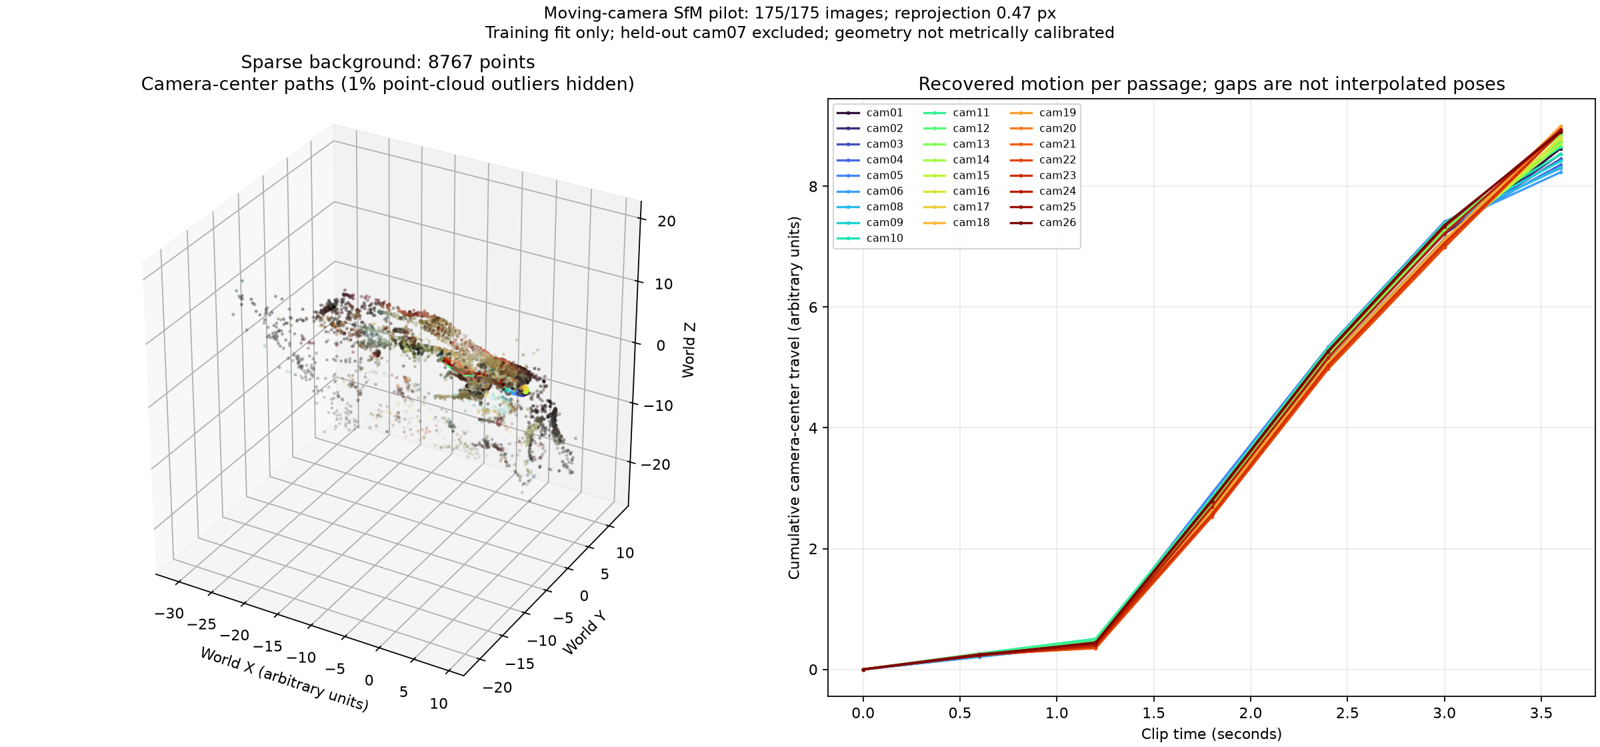 Moving-camera SfM pilot: 175/175 images; reprojection 0.47 px
Training fit only; held-out cam07 excluded; geometry not metrically calibrated
Sparse background: 8767 points
Camera-center paths (1% point-cloud outliers hidden)
20
10
0
−10
−20
World Z
10
5
0
−5
−10
−15
−20
World Y
−30
−25
−20
−15
−10
−5
0
5
10
World X (arbitrary units)
Recovered motion per passage; gaps are not interpolated poses
cam01
cam02
cam03
cam04
cam05
cam06
cam08
cam09
cam10
cam11
cam12
cam13
cam14
cam15
cam16
cam17
cam18
cam19
cam20
cam21
cam22
cam23
cam24
cam25
cam26
8
6
4
2
0
Cumulative camera-center travel (arbitrary units)
0.0
0.5
1.0
1.5
2.0
2.5
3.0
3.5
Clip time (seconds)